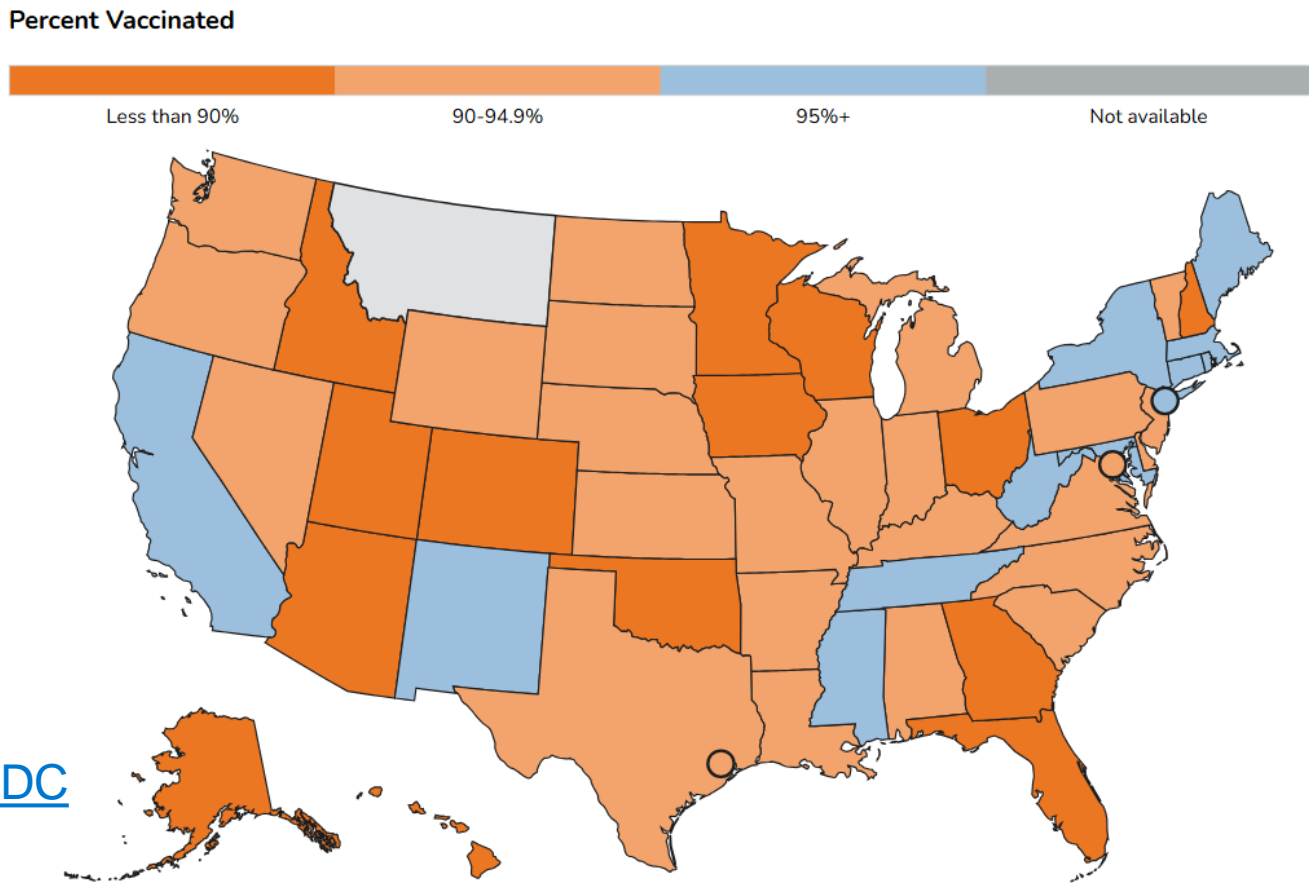 Percent Vaccinated
Less than 90% 90-94.9% 95%+ Not available
DC